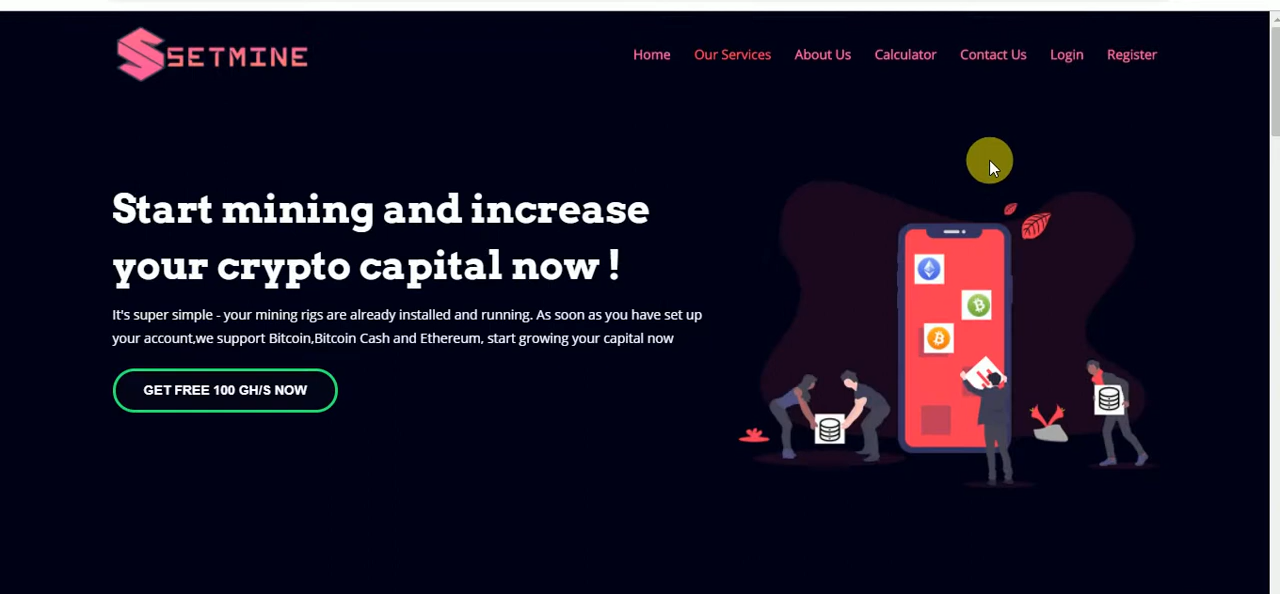 SETMINE
Home Our Services About Us Calculator Contact Us Login Register
Start mining and increase
your crypto capital now !
It's super simple - your mining rigs are already installed and running. As soon as you have set up
your account,we support Bitcoin,Bitcoin Cash and Ethereum, start growing your capital now
GET FREE 100 GH/S NOW